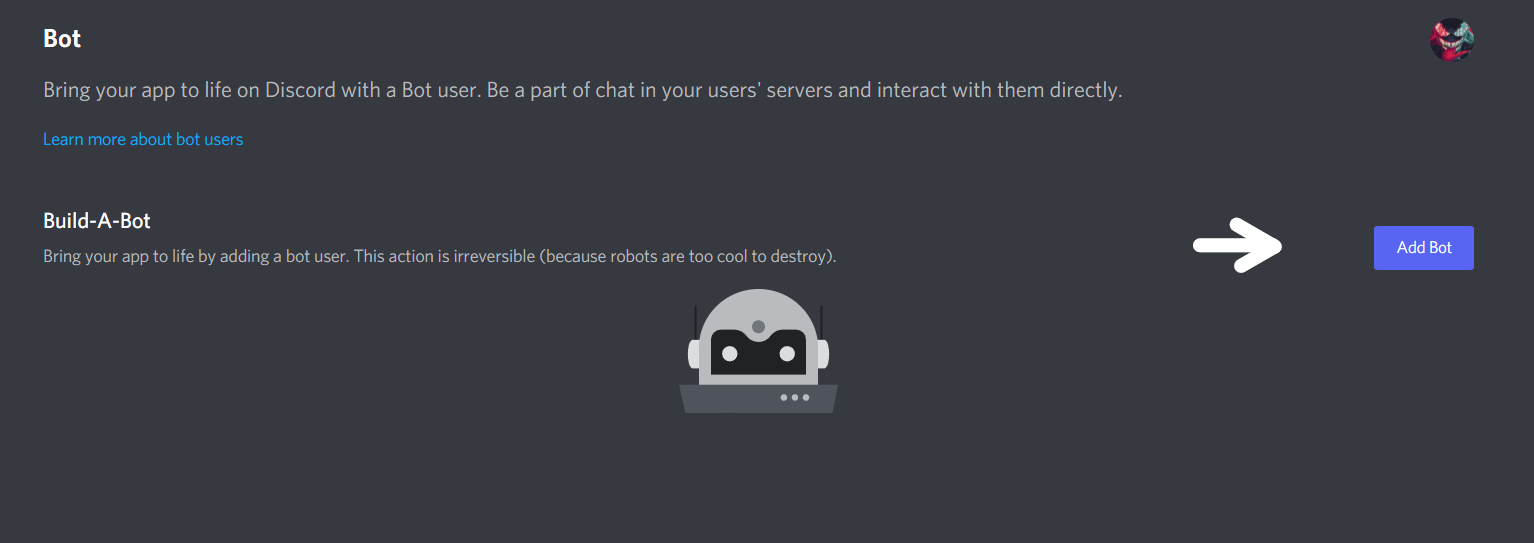 Bot
Bring your app to life on Discord with a Bot user. Be a part of chat in your users' servers and interact with them directly.
Learn more about bot users
Build-A-Bot
Bring your app to life by adding a bot user. This action is irreversible (because robots are too cool to destroy).
Add Bot